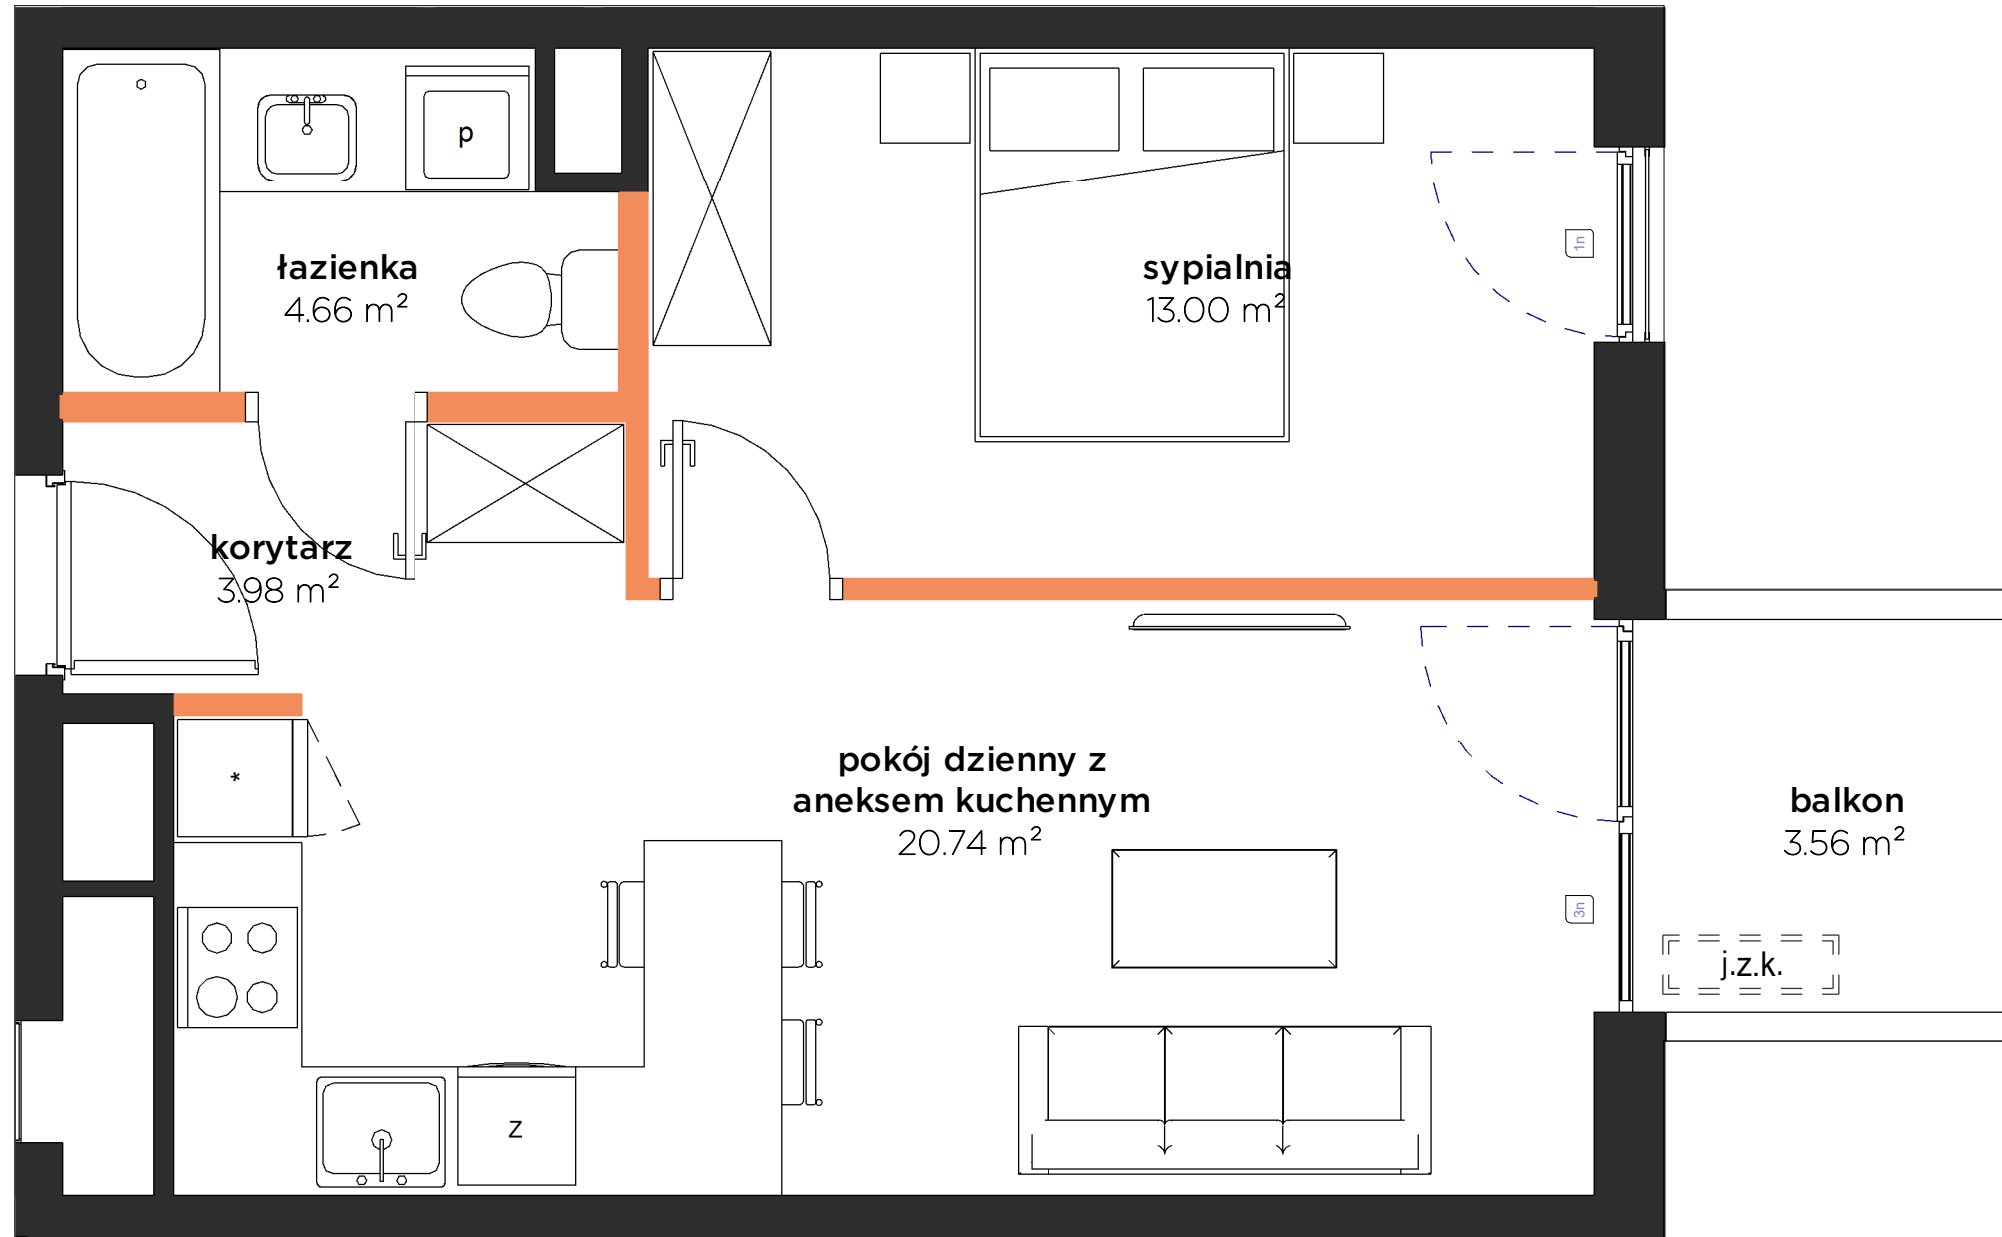 p
łazienka
4.66 m²
sypialnia
13.00 m²
1n
korytarz
3.98 m²
*
pokój dzienny z
aneksem kuchennym
20.74 m²
balkon
3.56 m²
3n
j.z.k.
Z